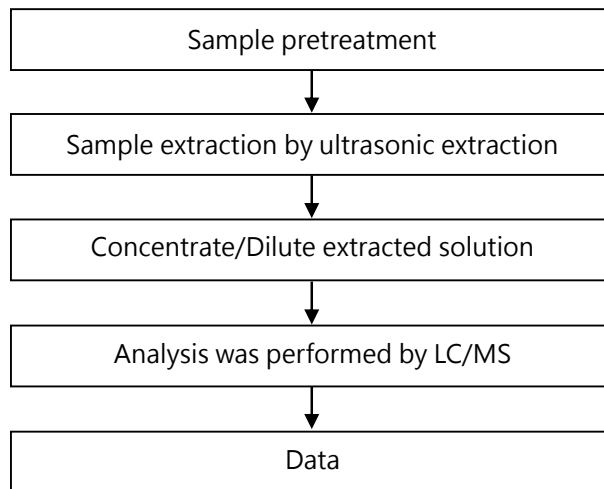 Sample pretreatment
Sample extraction by ultrasonic extraction
Concentrate/Dilute extracted solution
Analysis was performed by LC/MS
Data